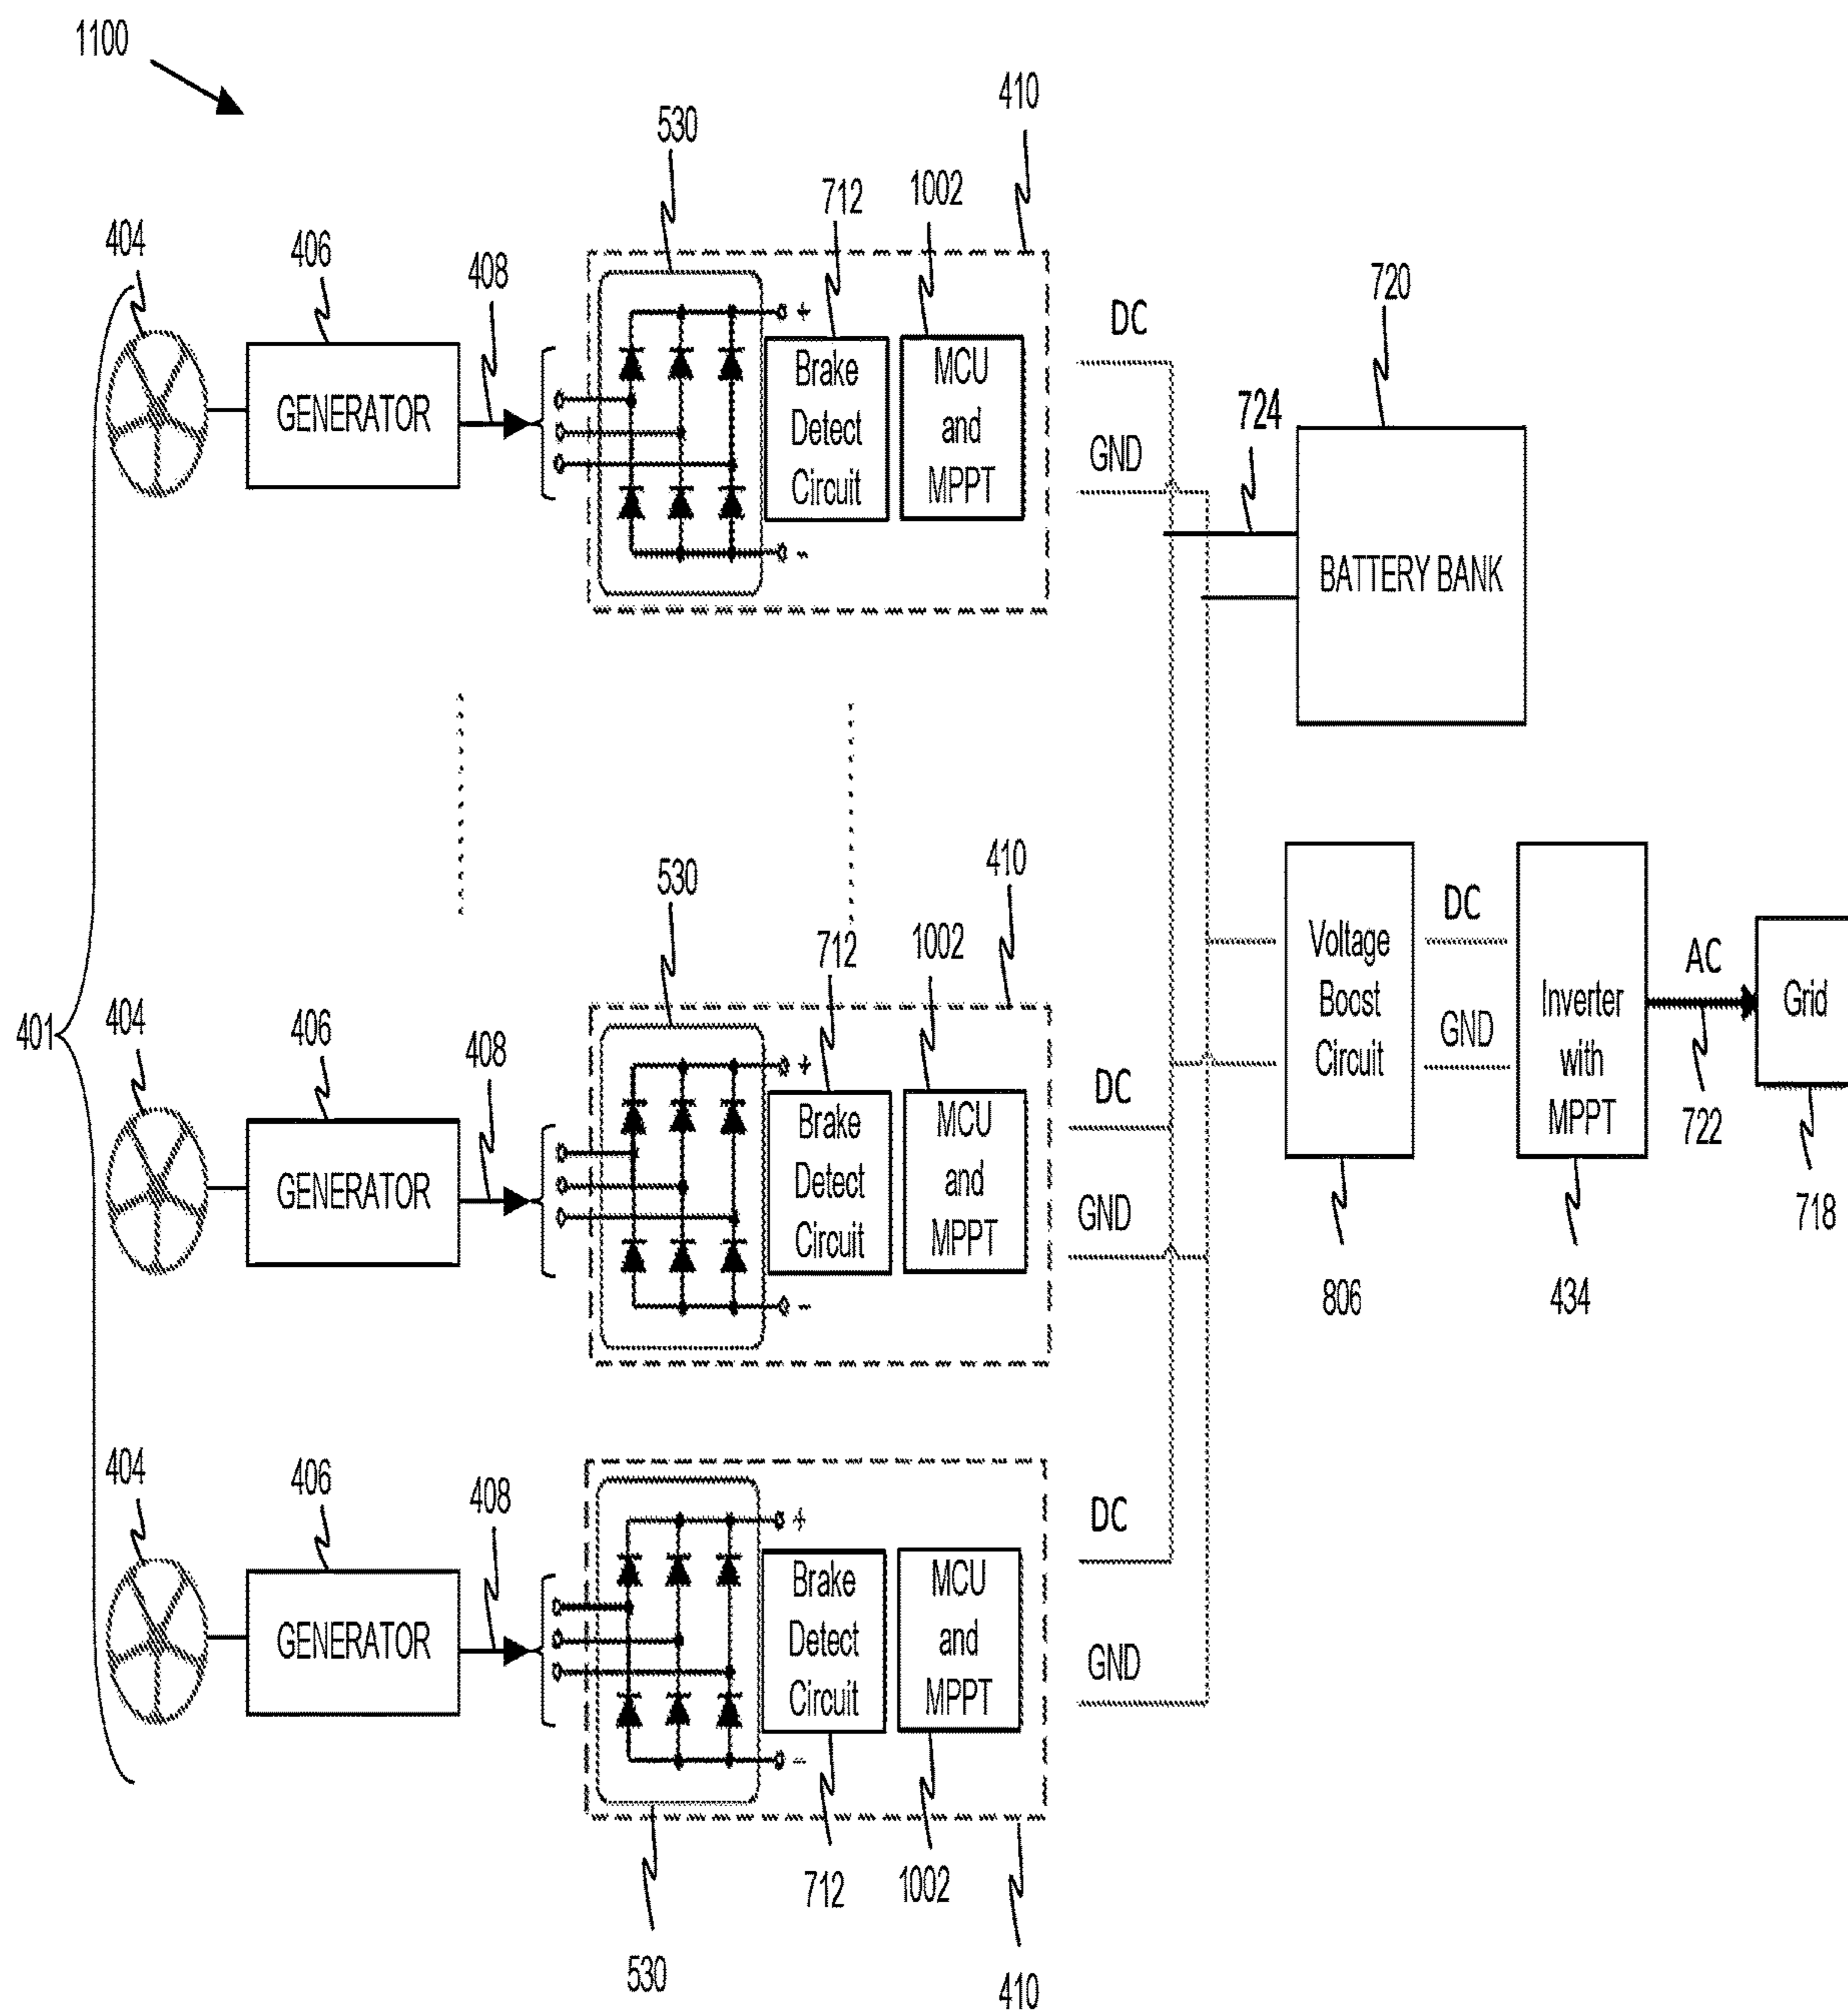 1100
410
530
712
1002
404
406
408
720
DC
+
GENERATOR
Brake
Detect
Circuit
MCU
and
MPPT
GND
724
-
BATTERY BANK
530
410
712
1002
401
404
406
408
+
GENERATOR
Brake
Detect
Circuit
MCU
and
MPPT
-
DC
GND
Voltage
Boost
Circuit
DC
GND
Inverter
with
MPPT
AC
722
Grid
718
806
434
404
406
408
+
GENERATOR
Brake
Detect
Circuit
MCU
and
MPPT
-
DC
GND
712
1002
530
410